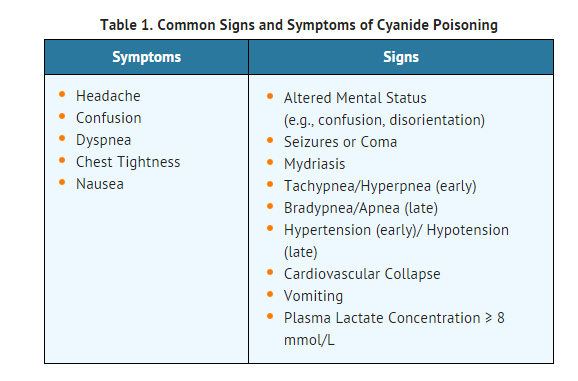 Table 1. Common Signs and Symptoms of Cyanide Poisoning
Symptoms
Signs
Headache
Confusion
Dyspnea
Chest Tightness
Nausea
Altered Mental Status
(e.g., confusion, disorientation)
Seizures or Coma
Mydriasis
Tachypnea/Hyperpnea (early)
Bradypnea/Apnea (late)
Hypertension (early)/ Hypotension
(late)
Cardiovascular Collapse
Vomiting
Plasma Lactate Concentration ≥ 8
mmol/L